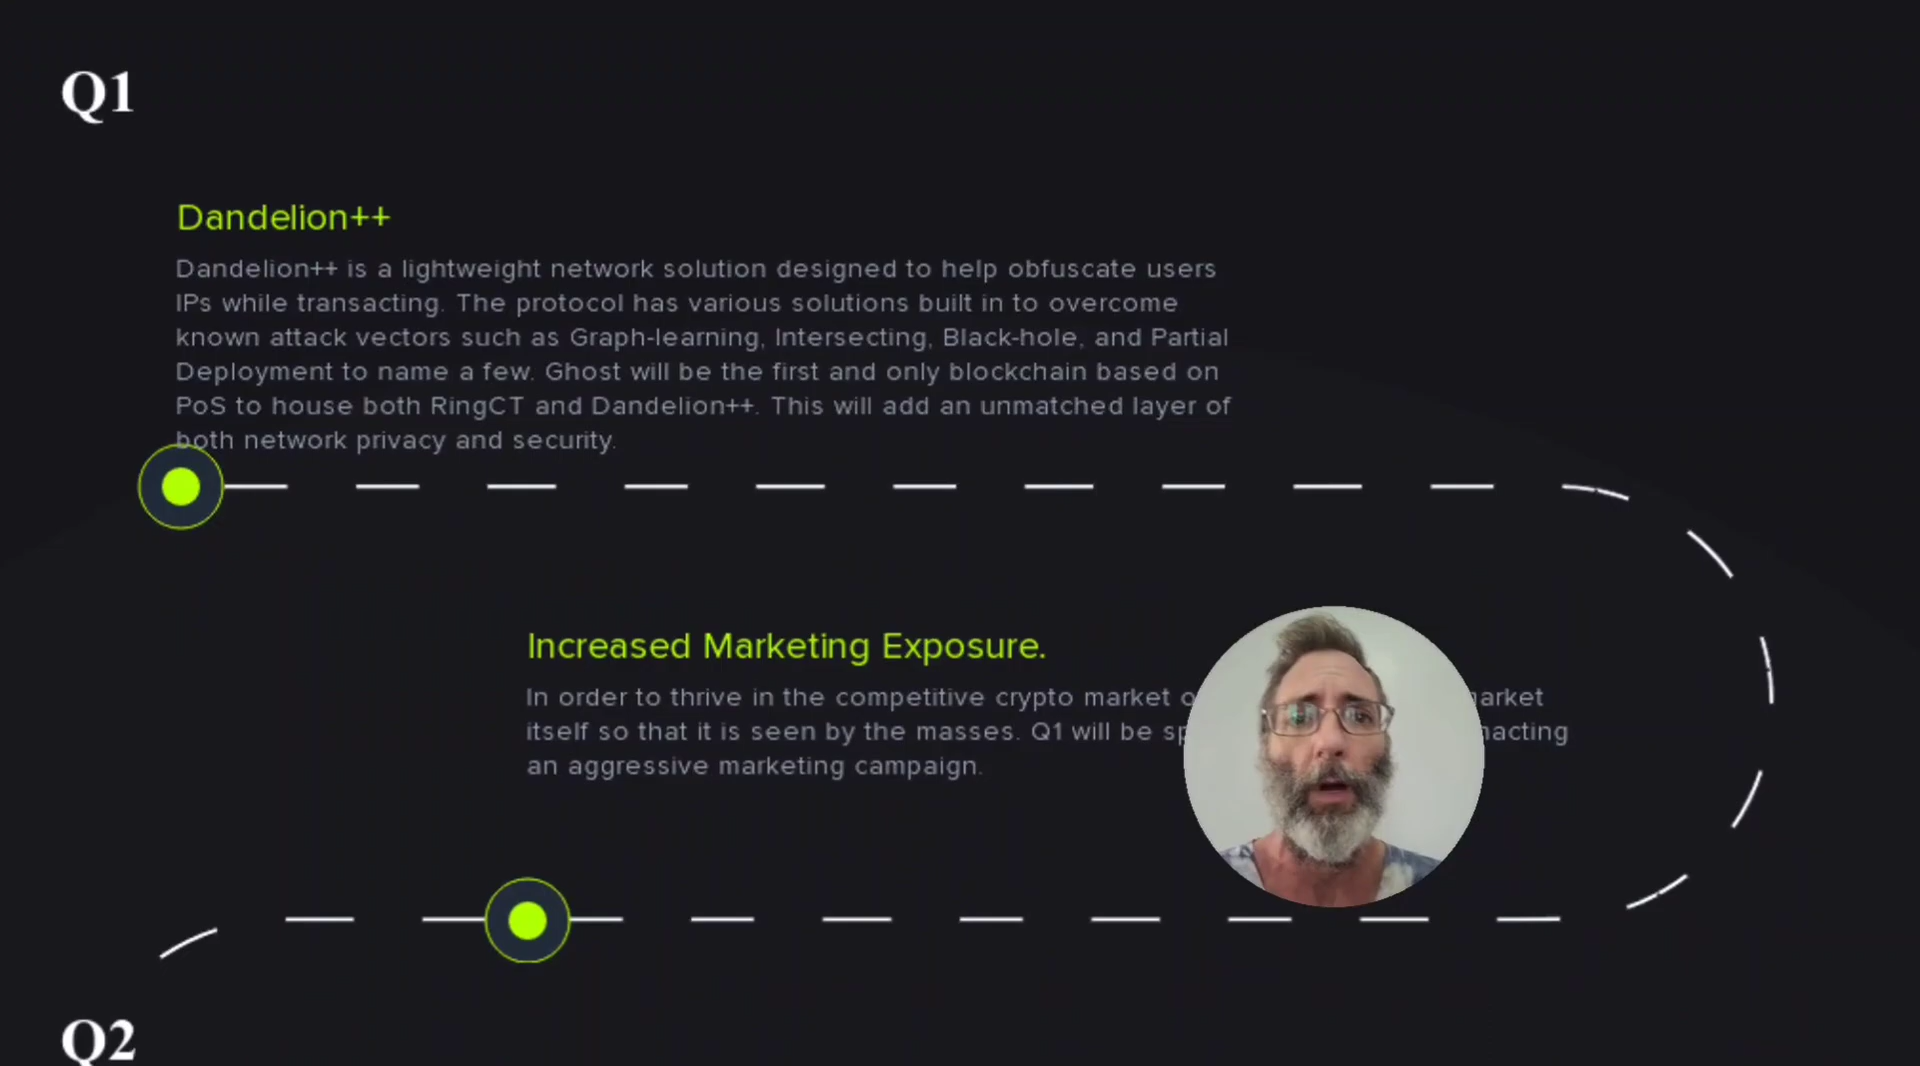 Q1
Dandelion++
Dandelion++ is a lightweight network solution designed to help obfuscate users
IPs while transacting. The protocol has various solutions built in to overcome
known attack vectors such as Graph-learning, Intersecting, Black-hole, and Partial
Deployment to name a few. Ghost will be the first and only blockchain based on
PoS to house both RingCT and Dandelion++. This will add an unmatched layer of
both network privacy and security.
Increased Marketing Exposure.
In order to thrive in the competitive crypto market
itself so that it is seen by the masses. Q1 will be
an aggressive marketing campaign.
Q2